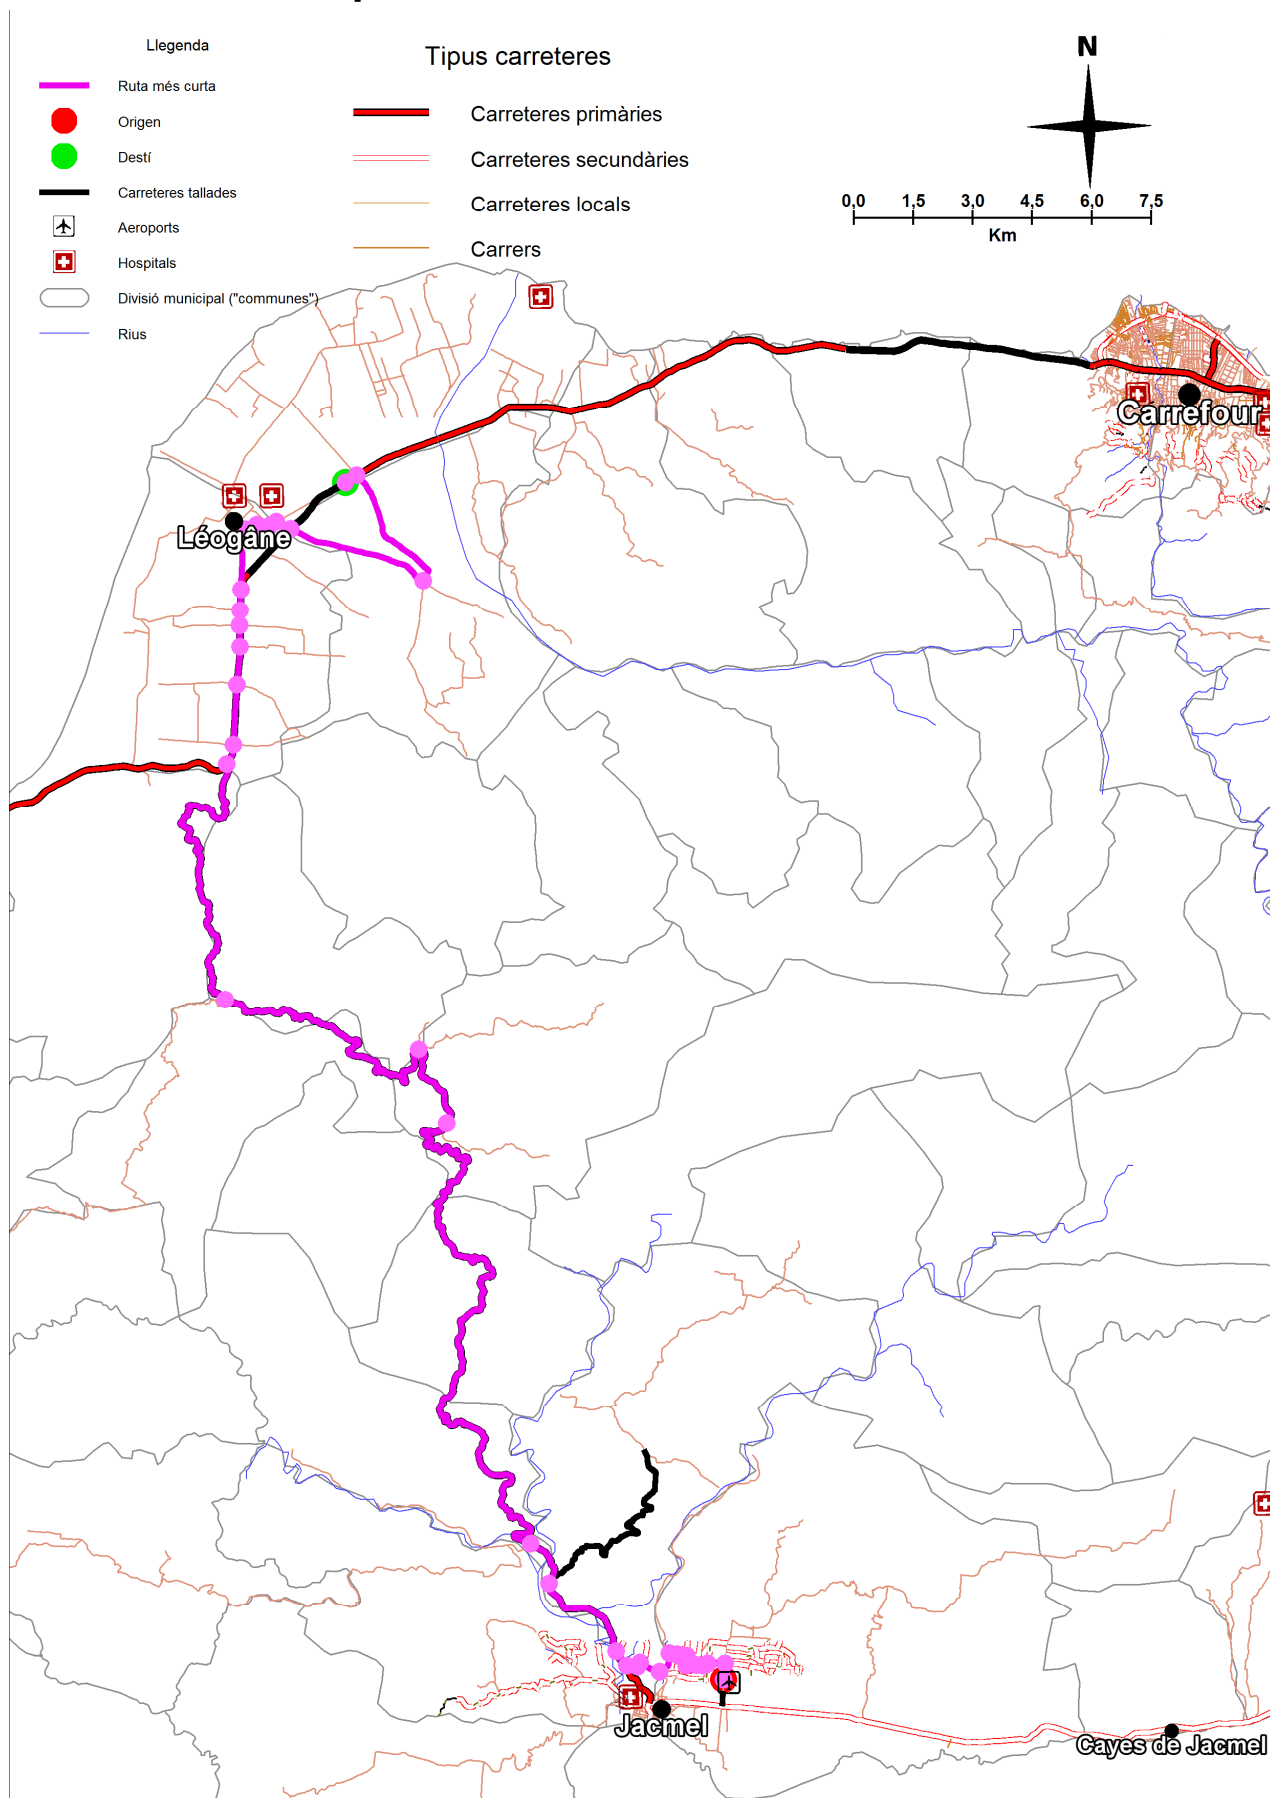 Llegenda
Ruta més curta
Origen
Destí
Carreteres tallades
Aeroports
Hospitals
Divisió municipal ("communes")
Rius
Tipus carreteres
Carreteres primàries
Carreteres secundàries
Carreteres locals
Carrers
N
0,0 1,5 3,0 4,5 6,0 7,5
Km
Carrefour
Léogâne
Jacmel
Cayes de Jacmel